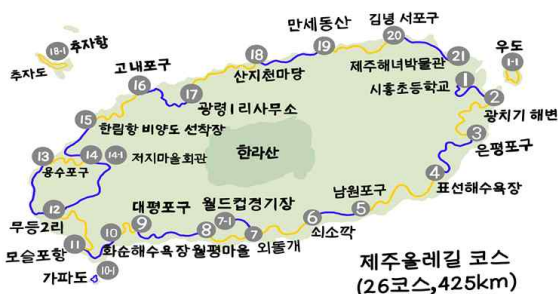 만세동산
김녕 서포구
18-1 추자항
추자도
고내포구
18
19
20
21
우도
1-1
산지천마당
제주해녀박물관
시흥초등학교
1
16
17
광령1리사무소
2
광치기 해변
15
한림항 비양도 선착장
3
은평포구
13
14
14-1
저지마을회관
용수포구
한라산
4
표선해수욕장
12
무릉2리
대평포구
월드컵경기장
남원포구
11
10
9
8
7-1
7
6
5
모슬포항
화순해수욕장
월평마을
외돌개
쇠소깍
10-1
가파도
제주올레길 코스
(26코스,425km)